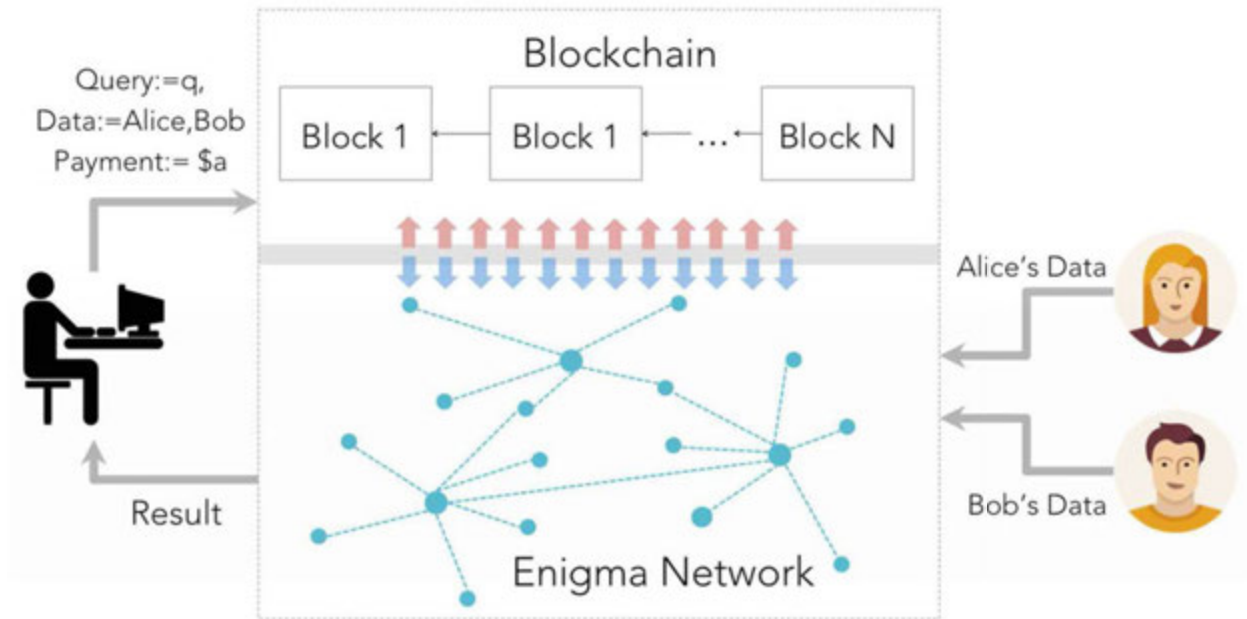 Query:=q,
Data:=Alice,Bob
Payment:= $a
Blockchain
Block 1
Block 1
...
Block N
Alice's Data
Bob's Data
Result
Enigma Network